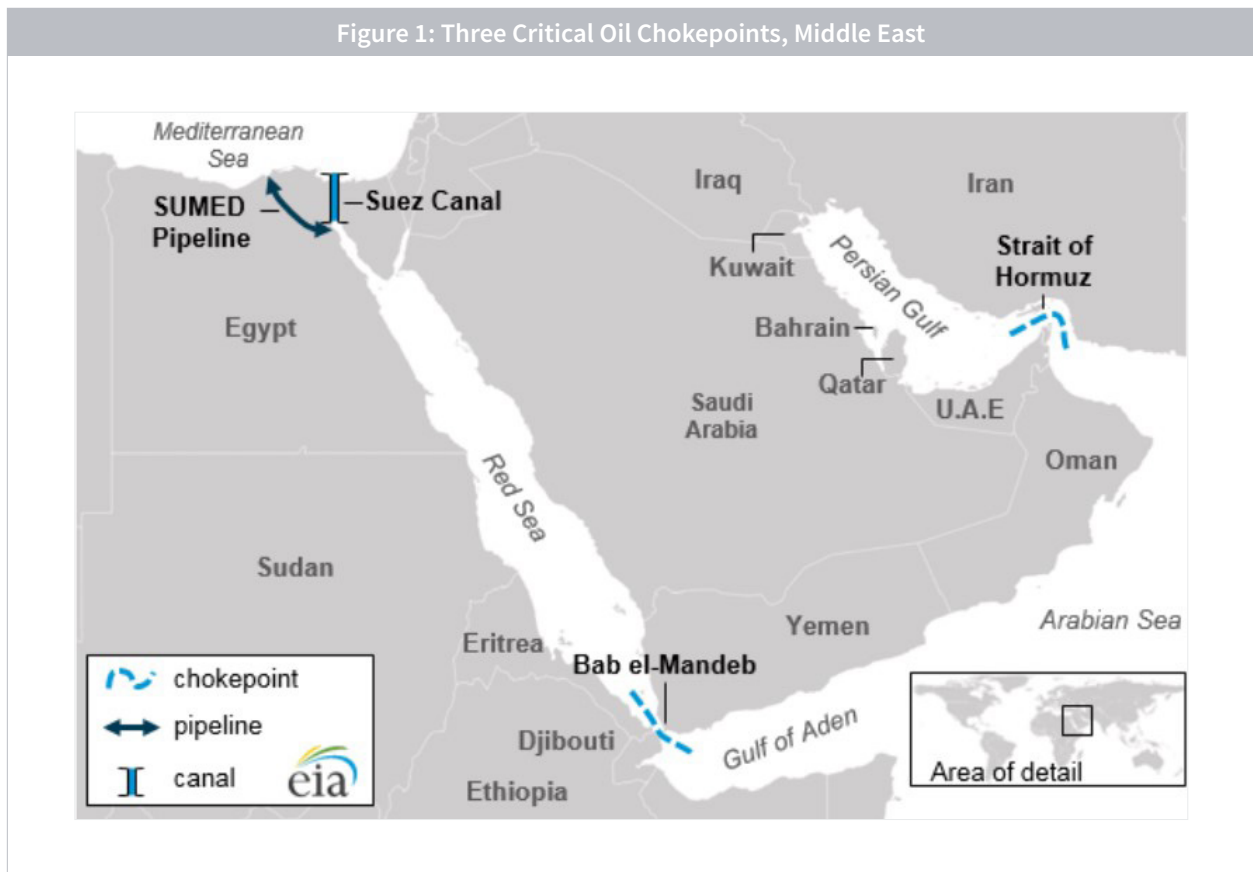 Figure 1: Three Critical Oil Chokepoints, Middle East
Mediterranean
Sea
SUMED
Pipeline
Suez Canal
Iraq
Iran
Kuwait
Persian Gulf
Strait of
Hormuz
Bahrain
Qatar
Egypt
Saudi
Arabia
U.A.E
Oman
Red Sea
Sudan
Eritrea
Yemen
Arabian Sea
Bab el-Mandeb
Djibouti
Ethiopia
Gulf of Aden
chokepoint
pipeline
canal
eia
Area of detail